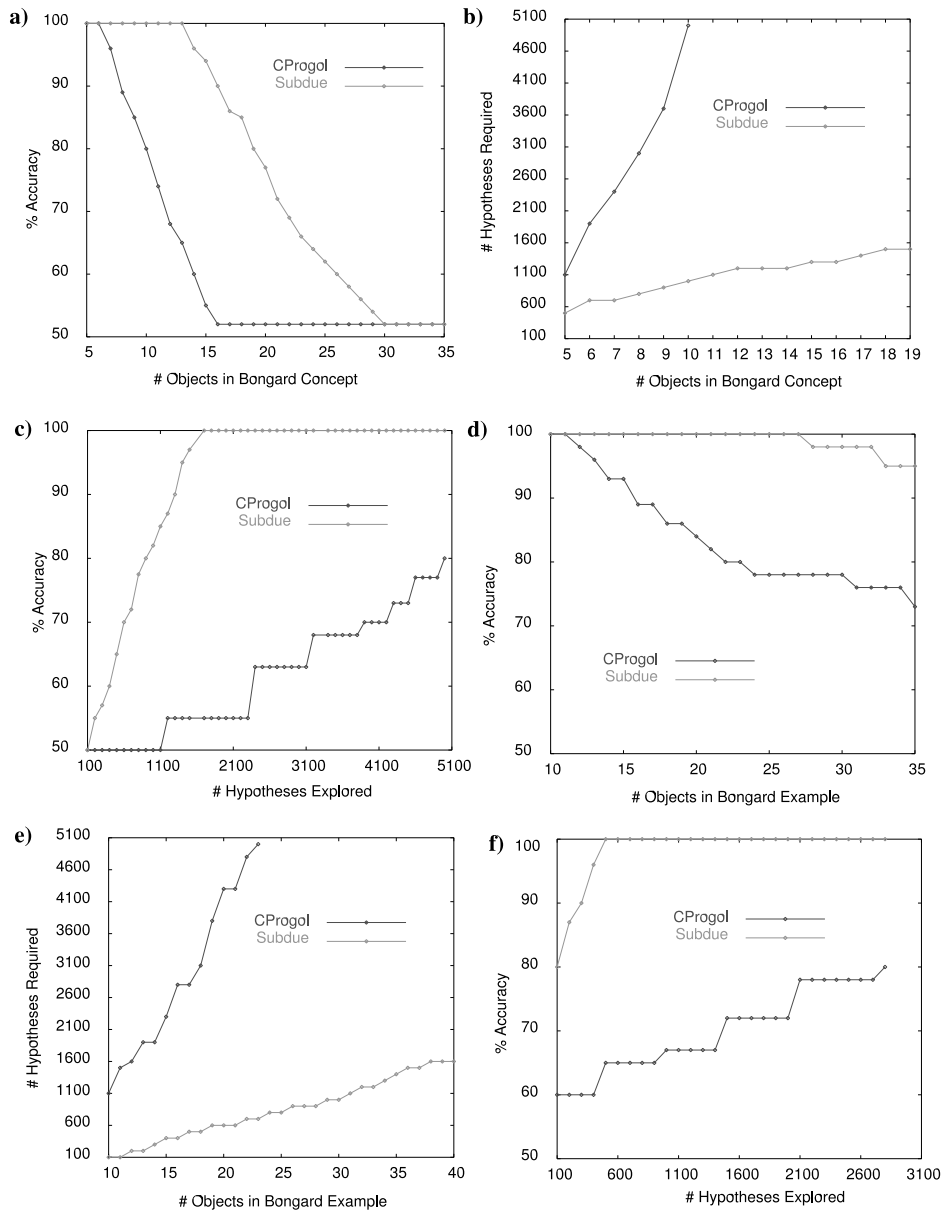 a)
100
90
80
70
60
50
% Accuracy
CProgol
Subdue
5 10 15 20 25 30 35
# Objects in Bongard Concept
b)
5100
4600
4100
3600
3100
2600
2100
1600
1100
600
100
# Hypotheses Required
CProgol
Subdue
5 6 7 8 9 10 11 12 13 14 15 16 17 18 19
# Objects in Bongard Concept
c)
100
90
80
70
60
50
% Accuracy
CProgol
Subdue
100 1100 2100 3100 4100 5100
# Hypotheses Explored
d)
100
90
80
70
60
50
% Accuracy
CProgol
Subdue
10 15 20 25 30 35
# Objects in Bongard Example
e)
5100
4600
4100
3600
3100
2600
2100
1600
1100
600
100
# Hypotheses Required
CProgol
Subdue
10 15 20 25 30 35 40
# Objects in Bongard Example
f)
100
90
80
70
60
50
% Accuracy
CProgol
Subdue
100 600 1100 1600 2100 2600 3100
# Hypotheses Explored